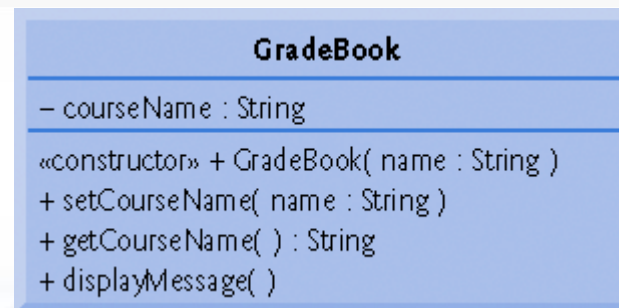 GradeBook
– courseName : String
«constructor» + GradeBook( name : String )
+ setCourseName( name : String )
+ getCourseName( ) : String
+ displayMessage( )